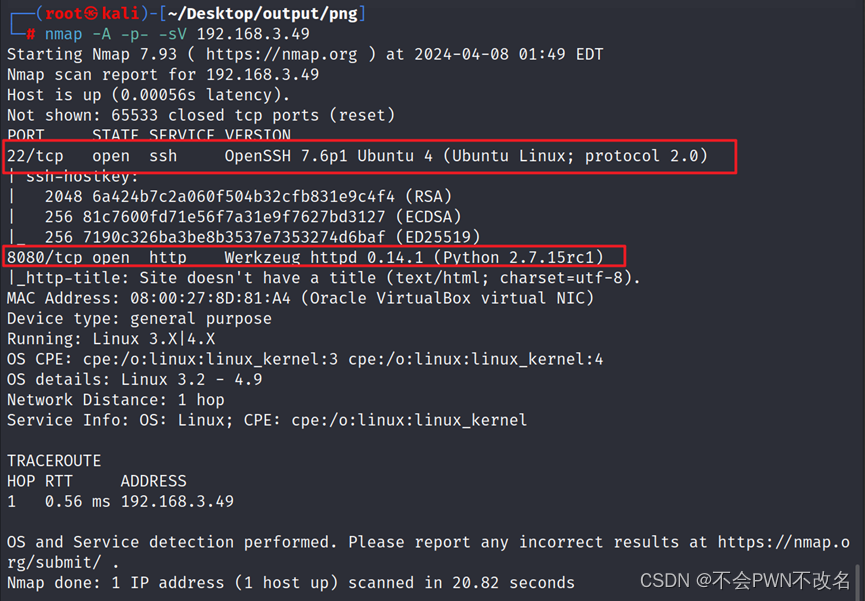 ┌──(root㉿kali)-[~/Desktop/output/png]
└─# nmap -A -p- -sV 192.168.3.49
Starting Nmap 7.93 ( https://nmap.org ) at 2024-04-08 01:49 EDT
Nmap scan report for 192.168.3.49
Host is up (0.00056s latency).
Not shown: 65533 closed tcp ports (reset)
PORT     STATE SERVICE VERSION
22/tcp   open  ssh     OpenSSH 7.6p1 Ubuntu 4 (Ubuntu Linux; protocol 2.0)
| ssh-hostkey:
|   2048 6a424b7c2a060f504b32cfb831e9c4f4 (RSA)
|   256 81c7600fd71e56f7a31e9f7627bd3127 (ECDSA)
|_  256 7190c326ba3be8b3537e7353274d6baf (ED25519)
8080/tcp open  http    Werkzeug httpd 0.14.1 (Python 2.7.15rc1)
|_http-title: Site doesn't have a title (text/html; charset=utf-8).
MAC Address: 08:00:27:8D:81:A4 (Oracle VirtualBox virtual NIC)
Device type: general purpose
Running: Linux 3.X|4.X
OS CPE: cpe:/o:linux:linux_kernel:3 cpe:/o:linux:linux_kernel:4
OS details: Linux 3.2 - 4.9
Network Distance: 1 hop
Service Info: OS: Linux; CPE: cpe:/o:linux:linux_kernel
TRACEROUTE
HOP RTT     ADDRESS
1   0.56 ms 192.168.3.49
OS and Service detection performed. Please report any incorrect results at https://nmap.o
rg/submit/ .
Nmap done: 1 IP address (1 host up) scanned in 20.82 seconds
CSDN @不会PWN不改名